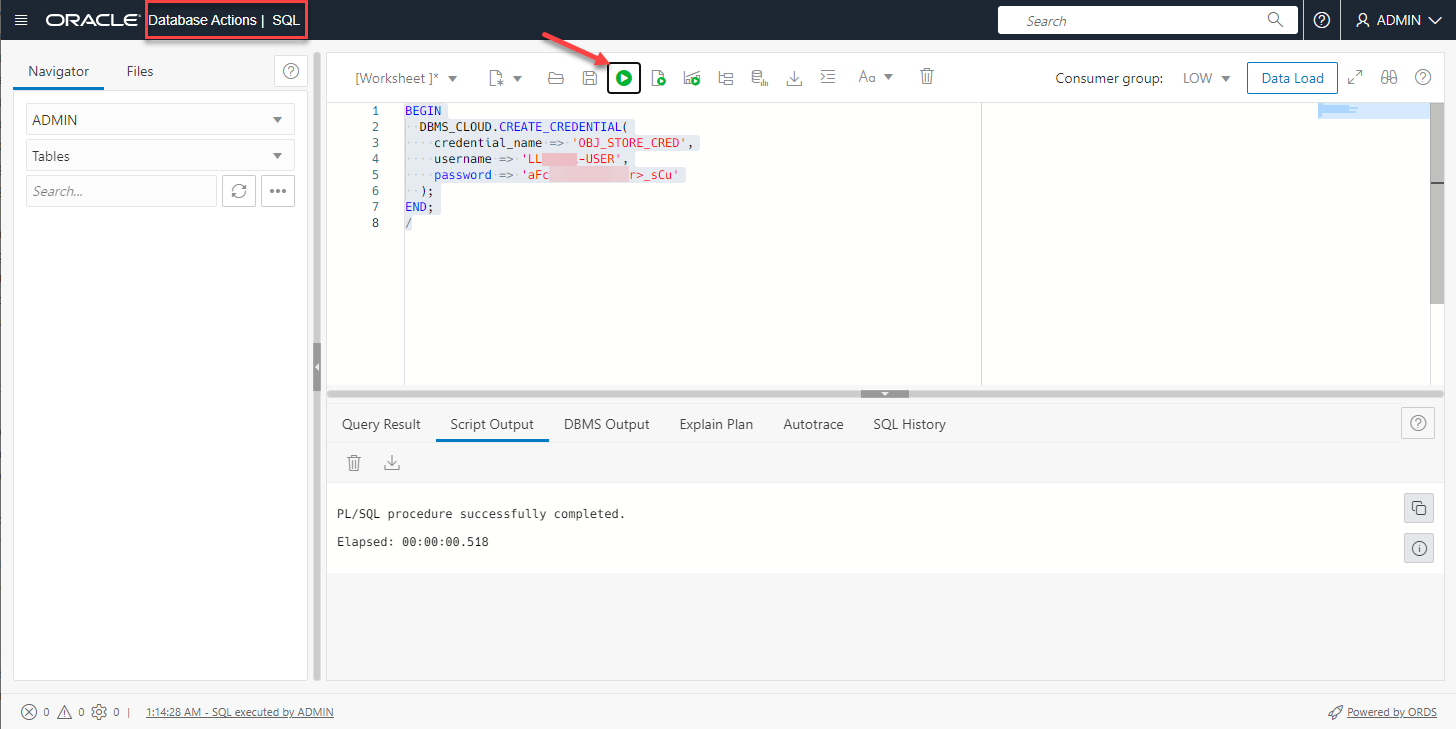 ORACLE Database Actions | SQL
Search
ADMIN
Navigator Files
ADMIN
Tables
Search...
[Worksheet ]*
Aa
Consumer group: LOW Data Load
1 BEGIN
2 DBMS_CLOUD.CREATE_CREDENTIAL(
3 credential_name => 'OBJ_STORE_CRED',
4 username => 'LL -USER',
5 password => 'aFc r>_sCu'
6 );
7 END;
8 /
Query Result Script Output DBMS Output Explain Plan Autotrace SQL History
PL/SQL procedure successfully completed.
Elapsed: 00:00:00.518
0 0 0 | 1:14:28 AM - SQL executed by ADMIN
Powered by ORDS